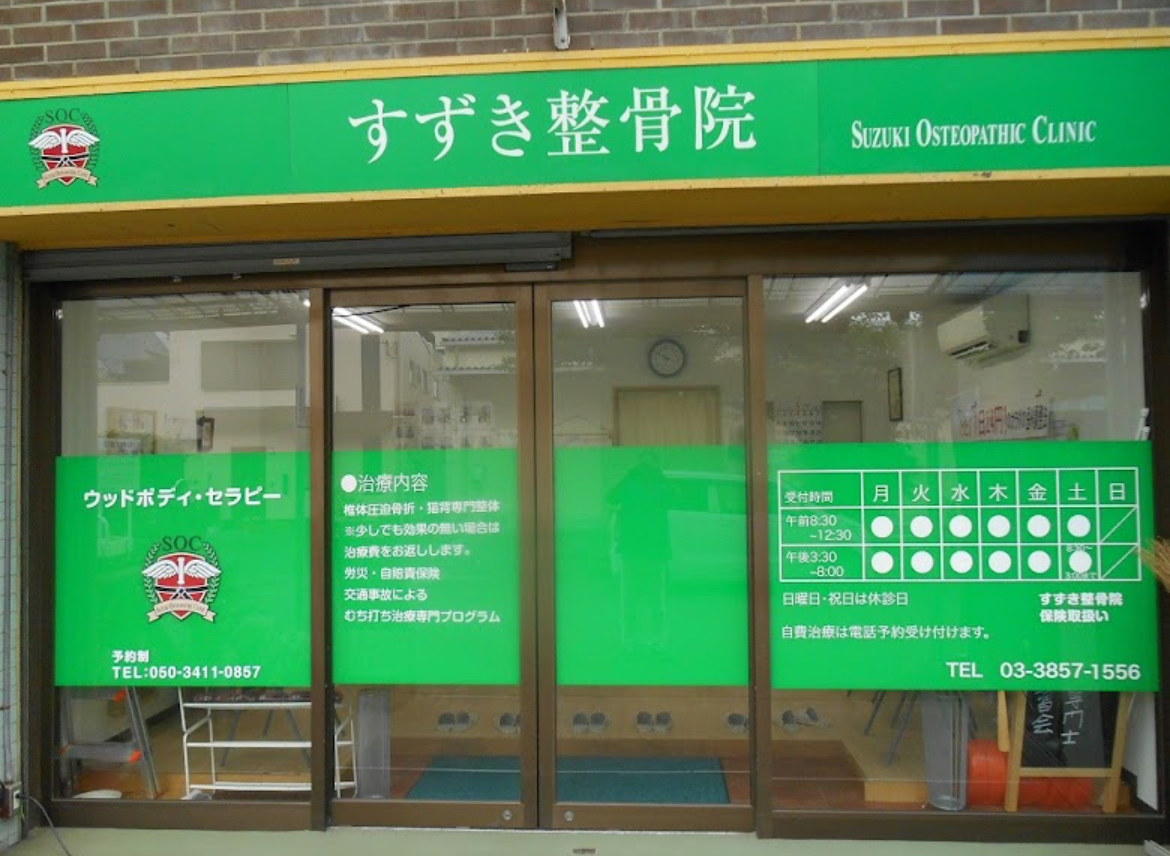 SOC
すずき整骨院
SUZUKI OSTEOPATHIC CLINIC
ウッドボディ・セラピー
SOC
予約制
TEL:050-3411-0857
●治療内容
椎体圧迫骨折・猫背専門整体
※少しでも効果の無い場合は
治療費をお返しします。
労災・自賠責保険
交通事故による
むち打ち治療専門プログラム
受付時間 月 火 水 木 金 土 日
午前8:30 ~12:30 ● ● ● ● ● ●
午後3:30 ~8:00 ● ● ● ● ● ●
8:30~
3:00まで
日曜日・祝日は休診日
すずき整骨院
保険取扱い
自費治療は電話予約受け付けます。
TEL 03-3857-1556